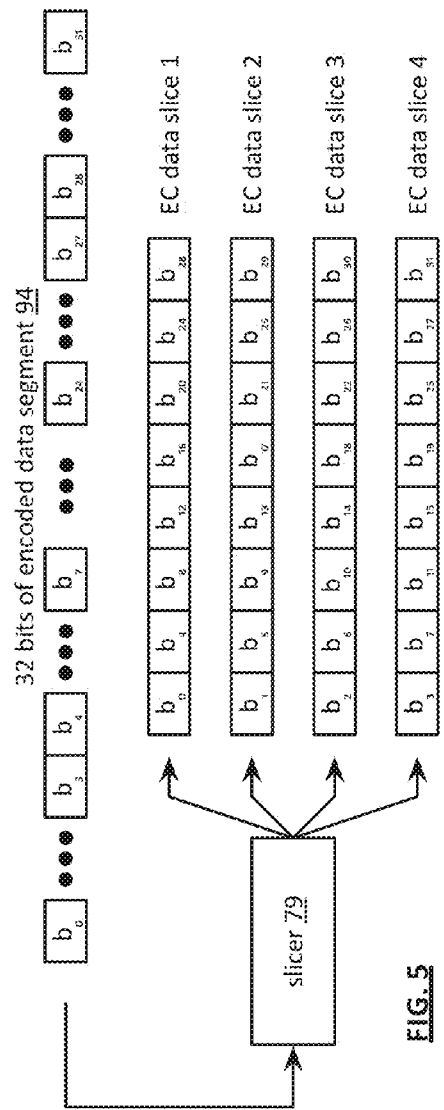 32 bits of encoded data segment 94
b0 ••• b3 b4 ••• b7 ••• b24 ••• b27 b28 ••• b31
slicer 79
b0 b4 b8 b12 b16 b20 b24 b28 EC data slice 1
b1 b5 b9 b13 b17 b21 b25 b29 EC data slice 2
b2 b6 b10 b14 b18 b22 b26 b30 EC data slice 3
b3 b7 b11 b15 b19 b23 b27 b31 EC data slice 4
FIG. 5